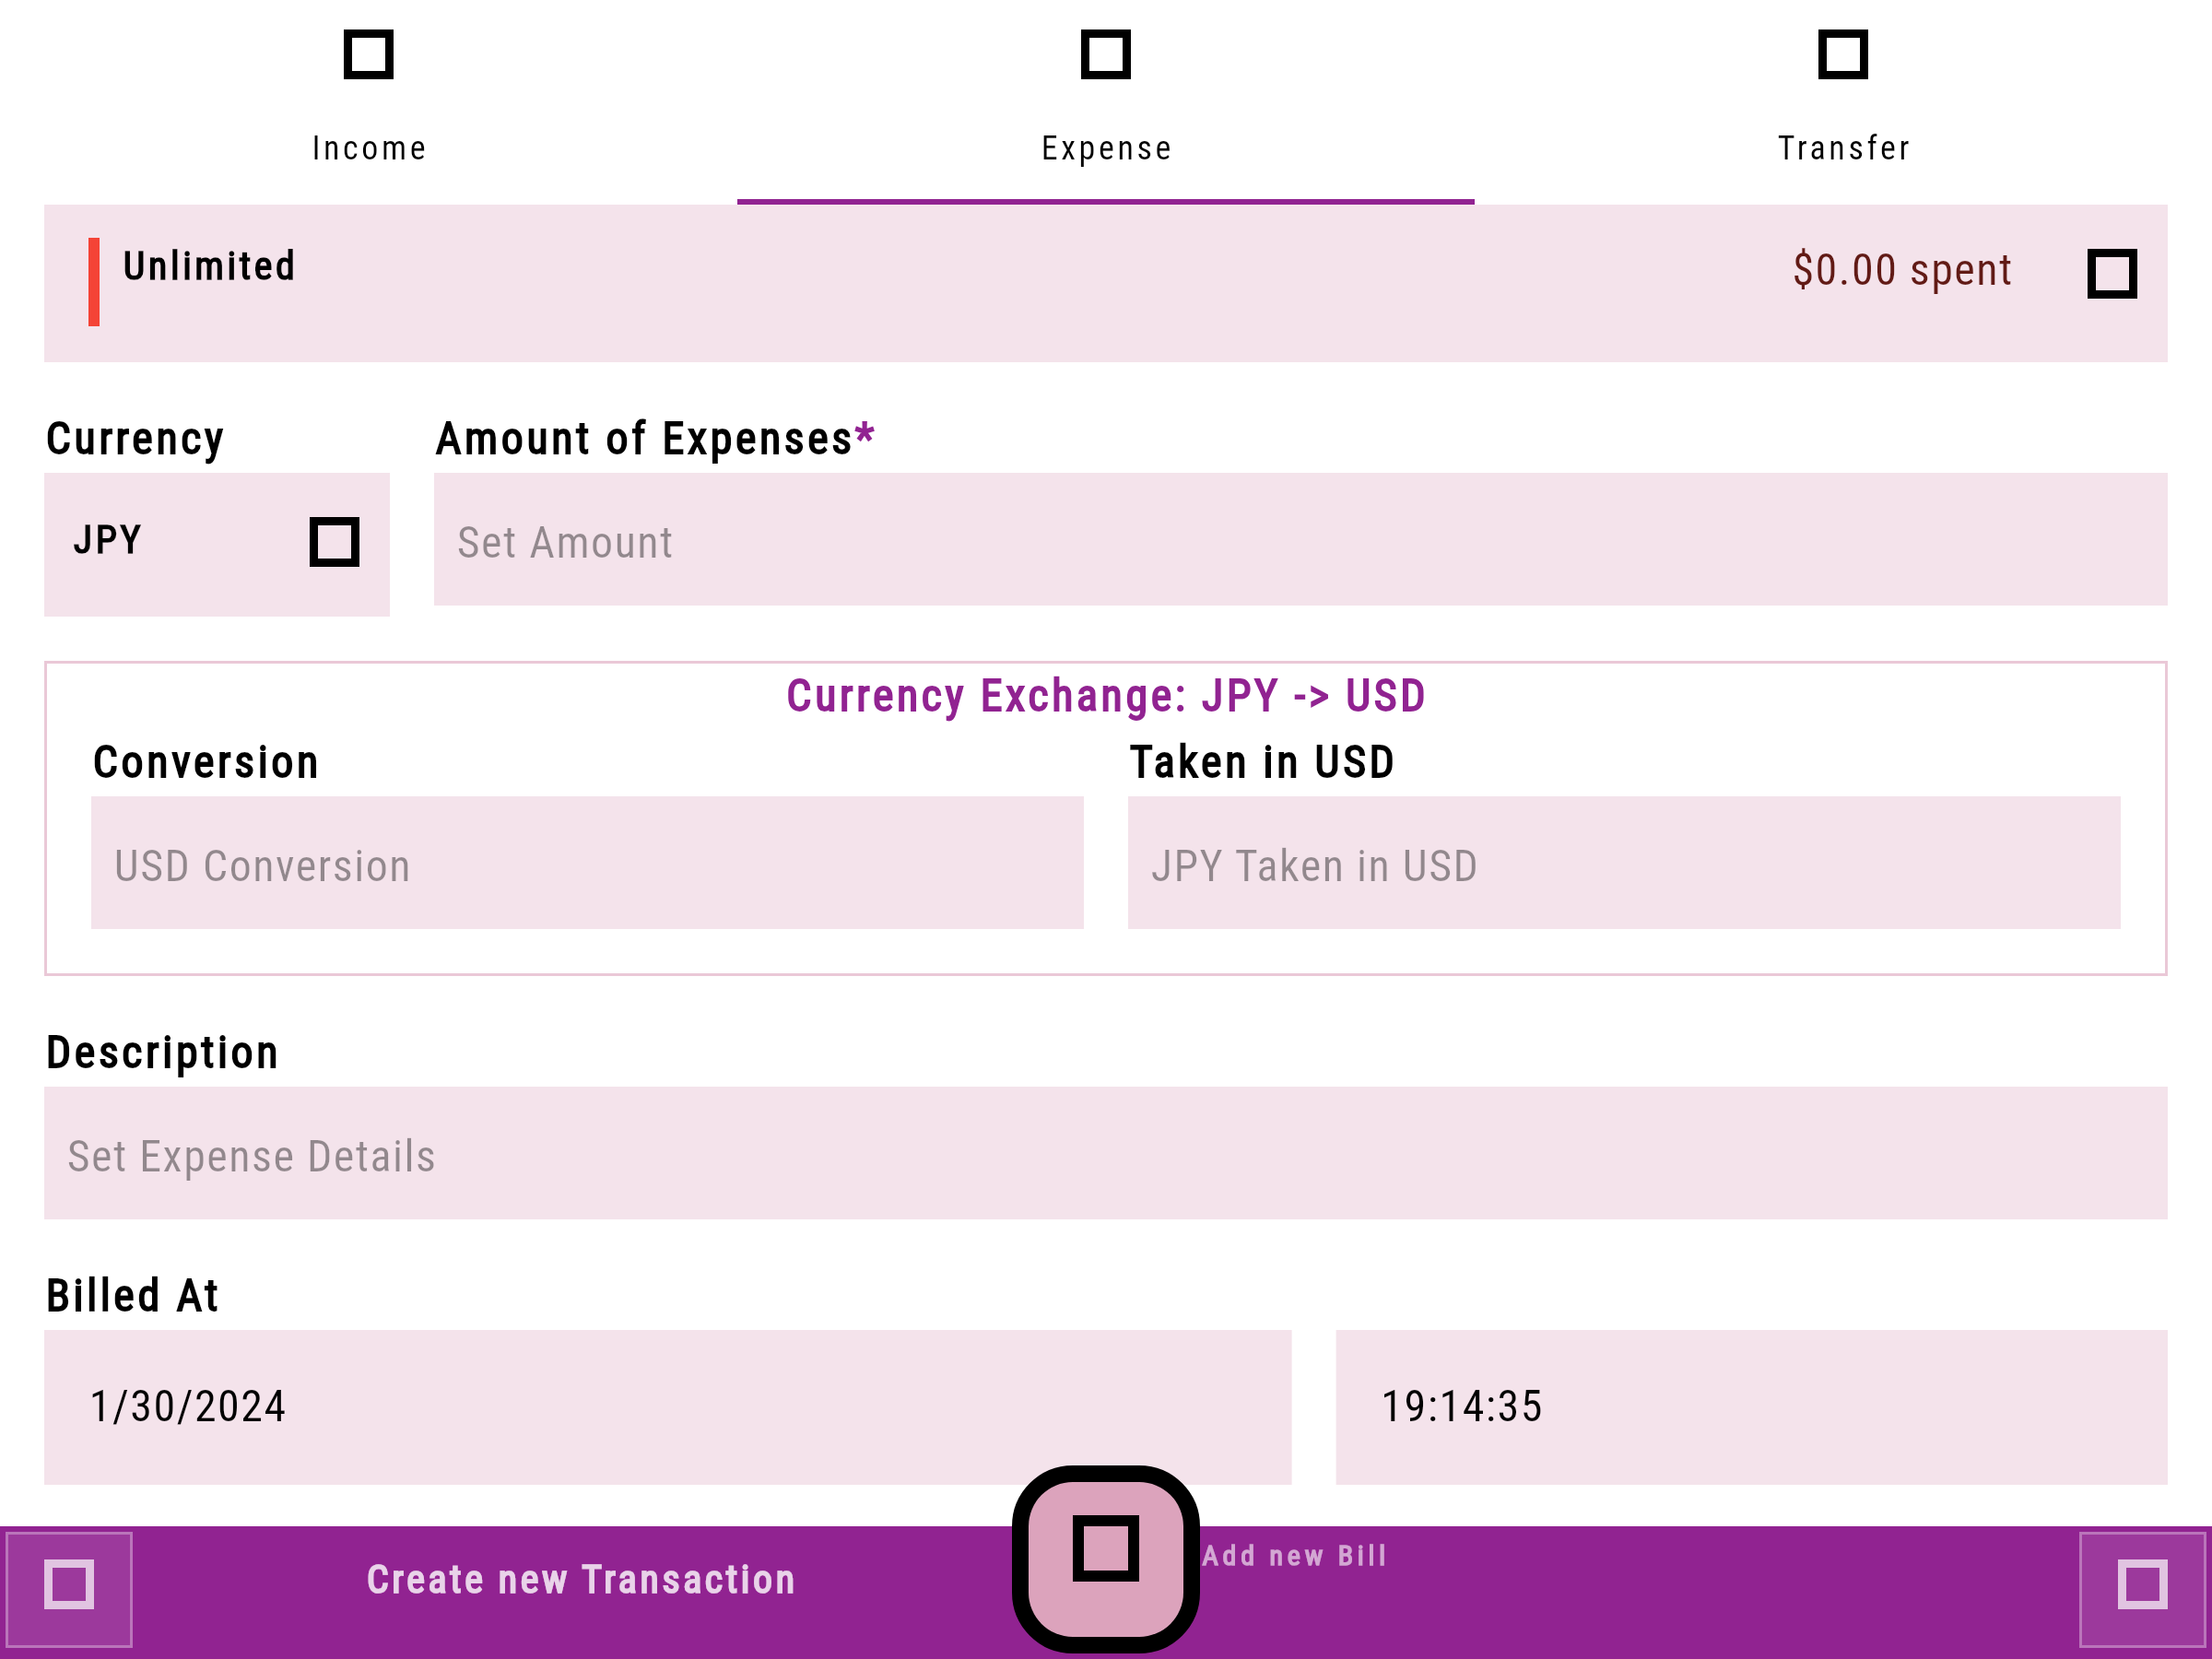 Income
Expense
Transfer
Unlimited
$0.00 spent
Currency
Amount of Expenses*
JPY
Set Amount
Currency Exchange: JPY -> USD
Conversion
Taken in USD
USD Conversion
JPY Taken in USD
Description
Set Expense Details
Billed At
1/30/2024
19:14:35
Create new Transaction
Add new Bill